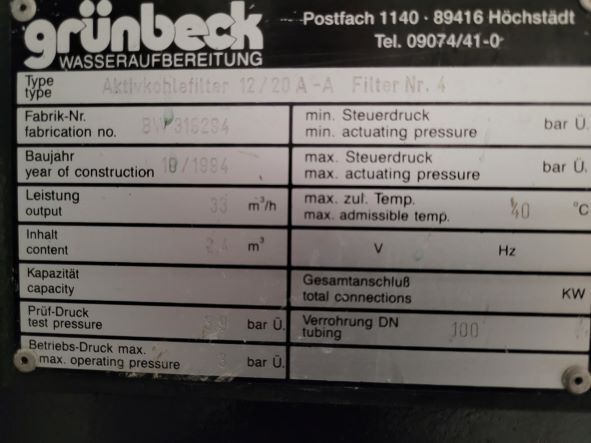 grünbeck
WASSERAUFBEREITUNG
Postfach 1140 · 89416 Höchstädt
Tel. 09074/41-0
Type
type
Aktivkohlefilter 12/20 A-A Filter Nr. 4
Fabrik-Nr.
fabrication no.
min. Steuerdruck
min. actuating pressure
bar Ü.
Baujahr
year of construction
10/1994
max. Steuerdruck
max. actuating pressure
bar Ü.
Leistung
output
33 m³/h
max. zul. Temp.
max. admissible temp.
40 °C
Inhalt
content
m³
V Hz
Kapazität
capacity
Gesamtanschluß
total connections
KW
Prüf-Druck
test pressure
bar Ü.
Verrohrung DN
tubing
100
Betriebs-Druck max.
max. operating pressure
3 bar Ü.